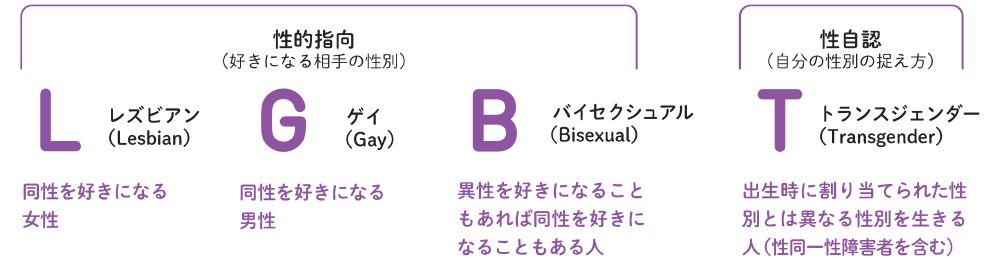 性的指向
（好きになる相手の性別）
性自認
（自分の性別の捉え方）
L
レズビアン
（Lesbian）
同性を好きになる
女性
G
ゲイ
（Gay）
同性を好きになる
男性
B
バイセクシュアル
（Bisexual）
異性を好きになること
もあれば同性を好きに
なることもある人
T
トランスジェンダー
（Transgender）
出生時に割り当てられた性
別とは異なる性別を生きる
人（性同一性障害者を含む）